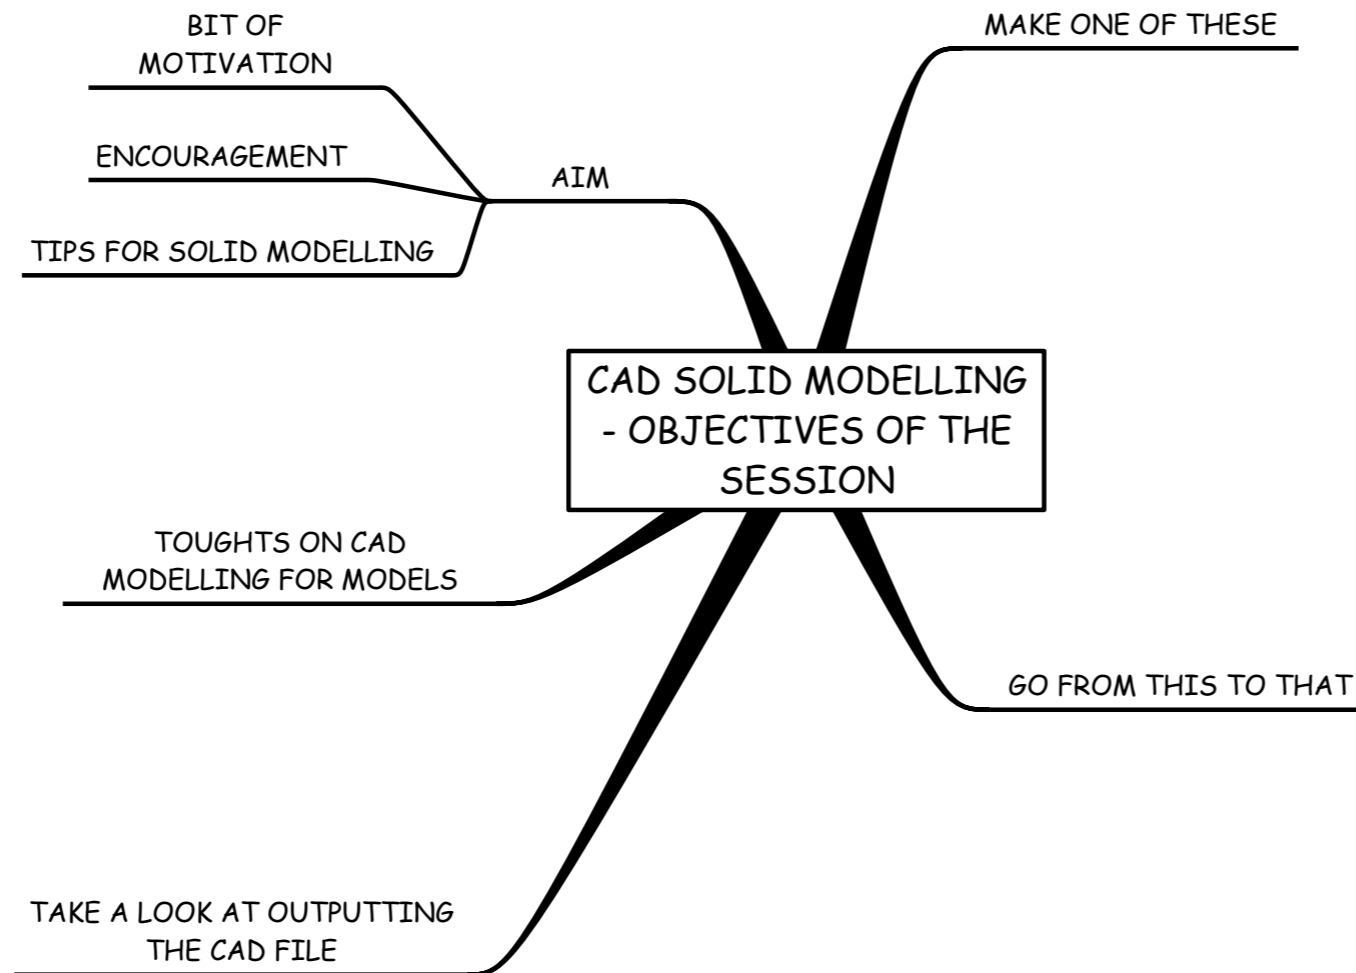 BIT OF
MOTIVATION
ENCOURAGEMENT
TIPS FOR SOLID MODELLING
AIM
MAKE ONE OF THESE
CAD SOLID MODELLING
- OBJECTIVES OF THE
SESSION
TOUGHTS ON CAD
MODELLING FOR MODELS
GO FROM THIS TO THAT
TAKE A LOOK AT OUTPUTTING
THE CAD FILE